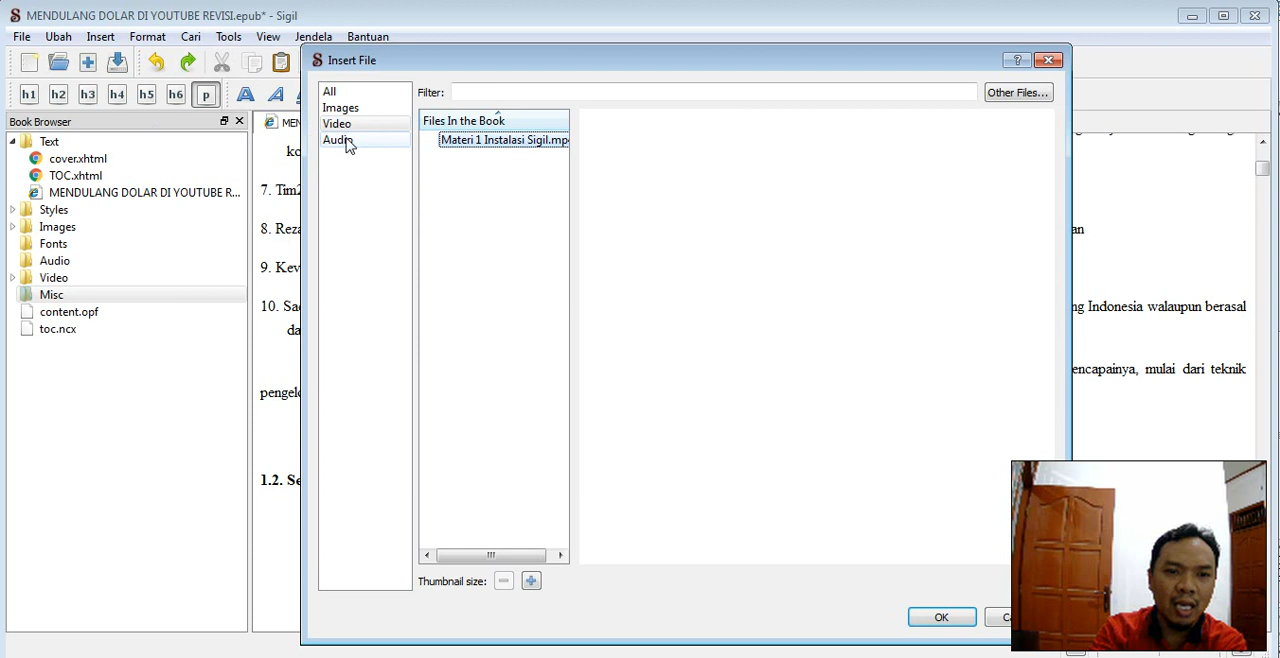 MENDULANG DOLAR DI YOUTUBE REVISI.epub* - Sigil
File Ubah Insert Format Cari Tools View Jendela Bantuan
h1 h2 h3 h4 h5 h6 p A A
Book Browser
Text
cover.xhtml
TOC.xhtml
MENDULANG DOLAR DI YOUTUBE R...
Styles
Images
Fonts
Audio
Video
Misc
content.opf
toc.ncx
7. Tim2
8. Reza
9. Kev
10. Sac
da
pengelo
1.2. Se
Insert File
All
Images
Video
Audio
Filter:
Other Files...
Files In the Book
Materi 1 Instalasi Sigil.mp
Thumbnail size:
OK
an
ng Indonesia walaupun berasal
encapainya, mulai dari teknik